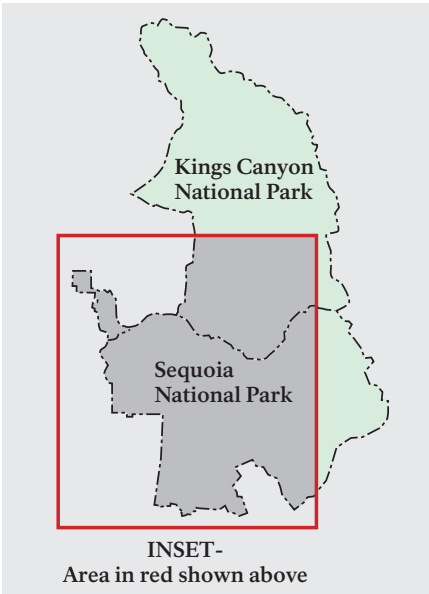 Kings Canyon
National Park
Sequoia
National Park
INSET-
Area in red shown above